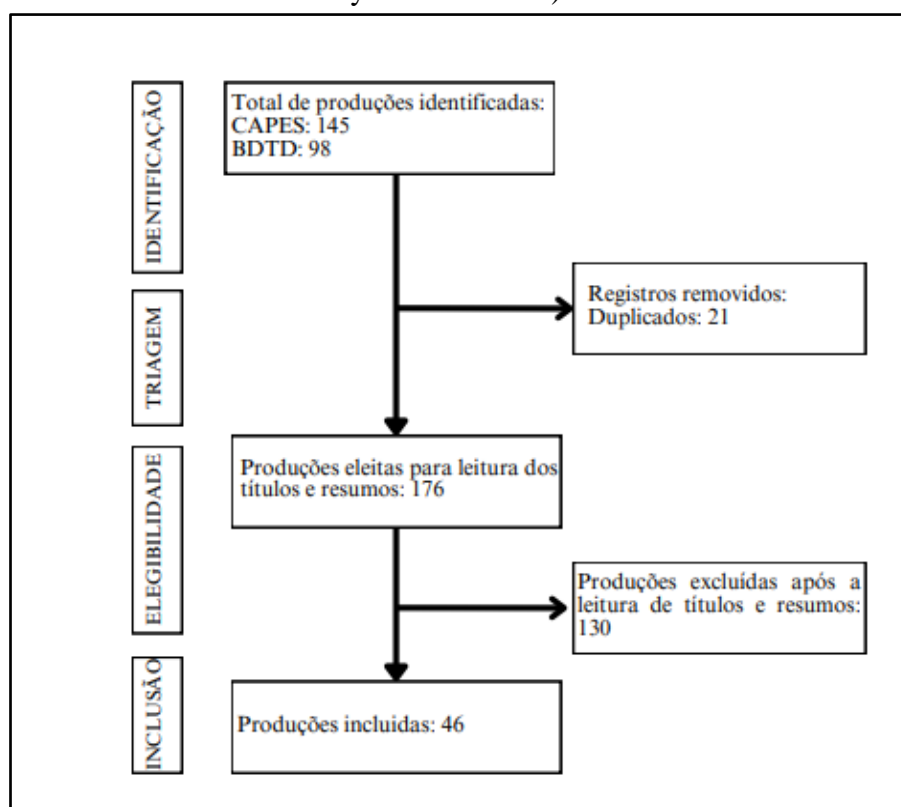 IDENTIFICAÇÃO
Total de produções identificadas:
CAPES: 145
BDTD: 98
TRIAGEM
Registros removidos:
Duplicados: 21
ELEGIBILIDADE
Produções eleitas para leitura dos
títulos e resumos: 176
Produções excluídas após a
leitura de títulos e resumos:
130
INCLUSÃO
Produções incluidas: 46